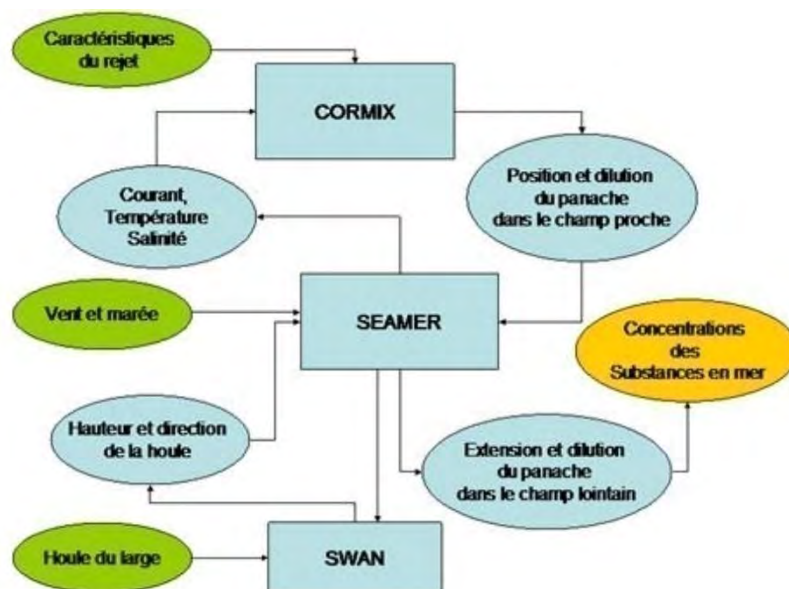 Caractéristiques
du rejet
CORMIX
Courant,
Température
Salinité
Position et dilution
du panache
dans le champ proche
Vent et marée
SEAMER
Concentrations
des
Substances en mer
Hauteur et direction
de la houle
Extension et dilution
du panache
dans le champ lointain
Houle du large
SWAN